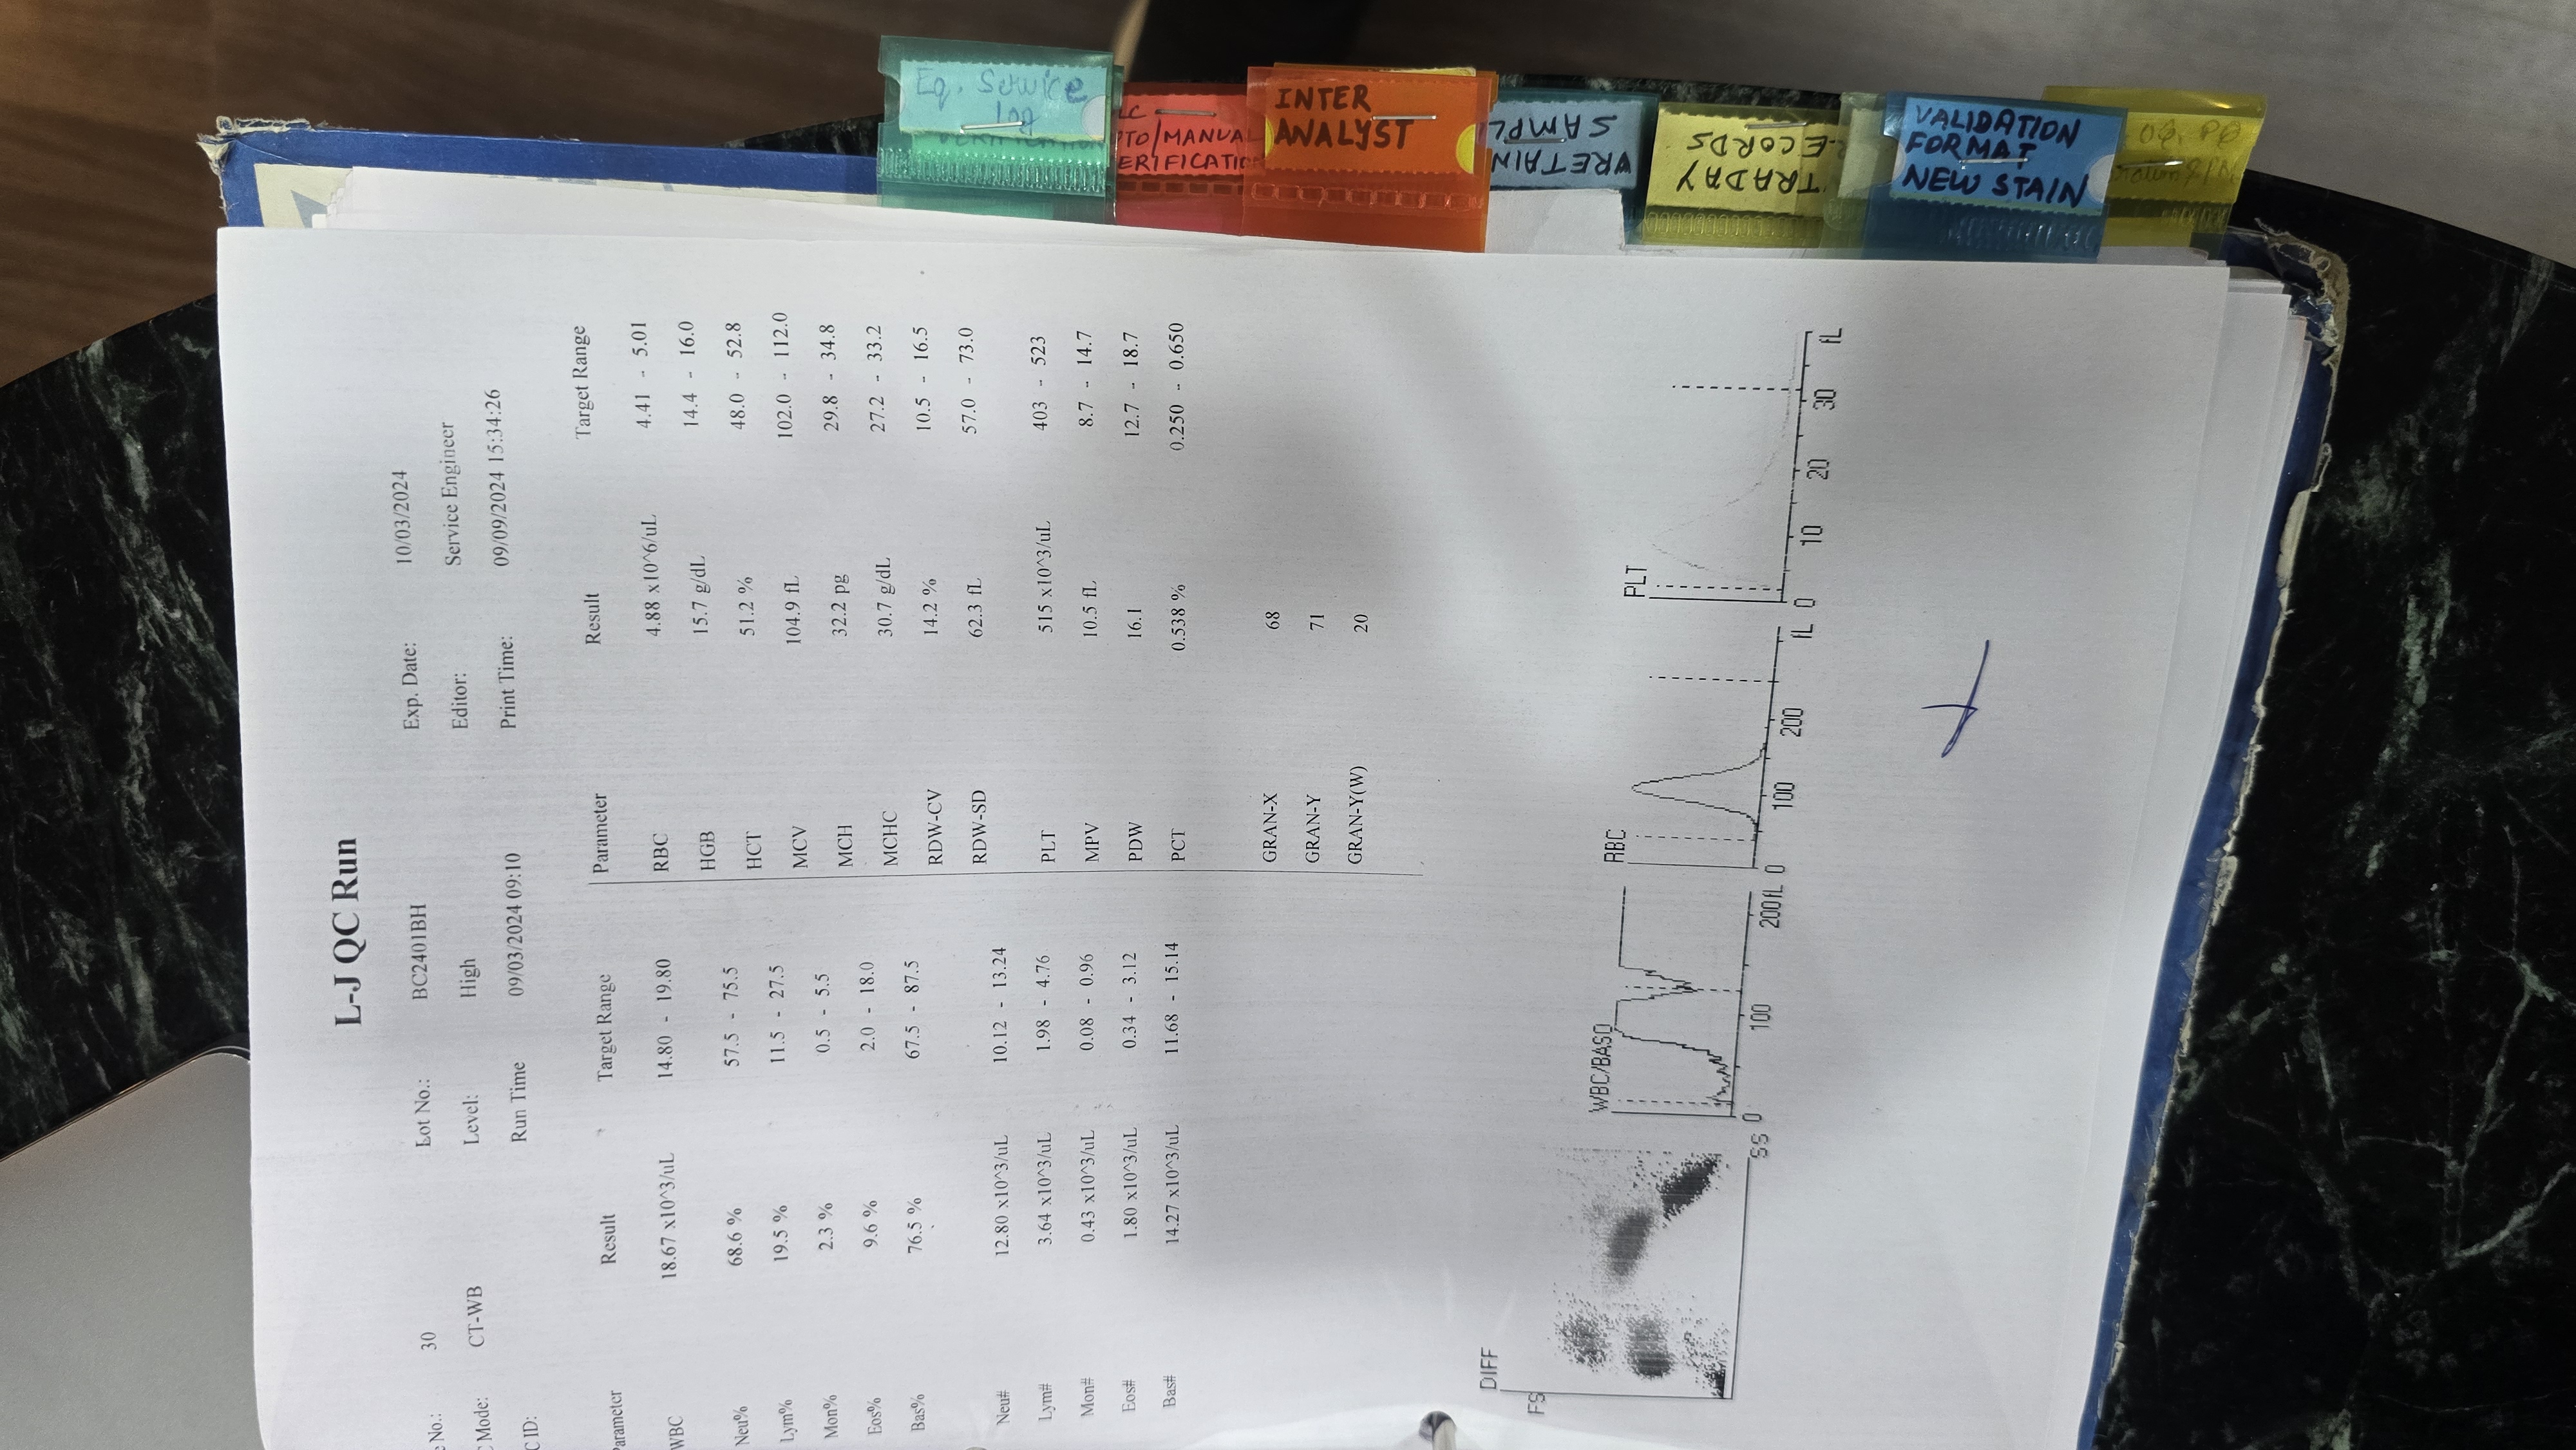 L-J QC Run
No.: 30 Lot No.: BC2401BH Exp. Date: 10/03/2024
Mode: CT-WB Level: High Editor: Service Engineer
ID: Run Time 09/03/2024 09:10 Print Time: 09/09/2024 15:34:26
Parameter Result Target Range
WBC 18.67 x10^3/uL 14.80 - 19.80
Neu% 68.6 % 57.5 - 75.5
Lym% 19.5 % 11.5 - 27.5
Mon% 2.3 % 0.5 - 5.5
Eos% 9.6 % 2.0 - 18.0
Bas% 76.5 % 67.5 - 87.5
Neu# 12.80 x10^3/uL 10.12 - 13.24
Lym# 3.64 x10^3/uL 1.98 - 4.76
Mon# 0.43 x10^3/uL 0.08 - 0.96
Eos# 1.80 x10^3/uL 0.34 - 3.12
Bas# 14.27 x10^3/uL 11.68 - 15.14
Parameter Result Target Range
RBC 4.88 x10^6/uL 4.41 - 5.01
HGB 15.7 g/dL 14.4 - 16.0
HCT 51.2 % 48.0 - 52.8
MCV 104.9 fL 102.0 - 112.0
MCH 32.2 pg 29.8 - 34.8
MCHC 30.7 g/dL 27.2 - 33.2
RDW-CV 14.2 % 10.5 - 16.5
RDW-SD 62.3 fL 57.0 - 73.0
PLT 515 x10^3/uL 403 - 523
MPV 10.5 fL 8.7 - 14.7
PDW 16.1 12.7 - 18.7
PCT 0.538 % 0.250 - 0.650
GRAN-X 68
GRAN-Y 71
GRAN-Y(W) 20
DIFF
FS
SS
WBC/BASO
0 100 200fL
RBC
0 100 200 fL
PLT
0 10 20 30 fL
Eq. Service
log
MANUAL
INTER
ANALYST
RETAIN
SAMPL
TRADAY
ECORDS
VALIDATION
FORMAT
NEW STAIN